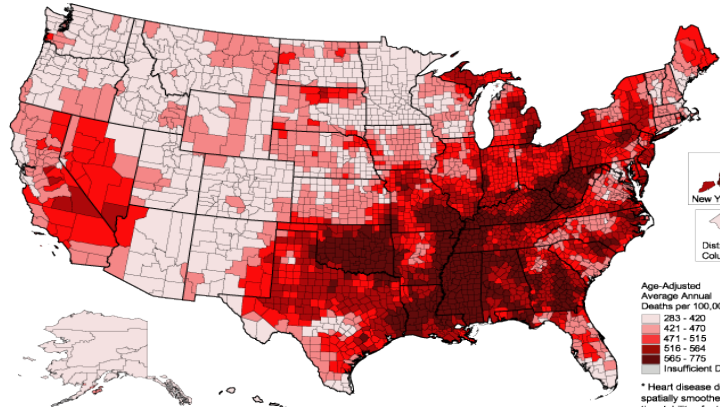 New Y
Dist
Colu
Age-Adjusted
Average Annual
Deaths per 100,00
283 - 420
421 - 470
471 - 515
516 - 564
565 - 775
Insufficient D
* Heart disease d
spatially smoothe